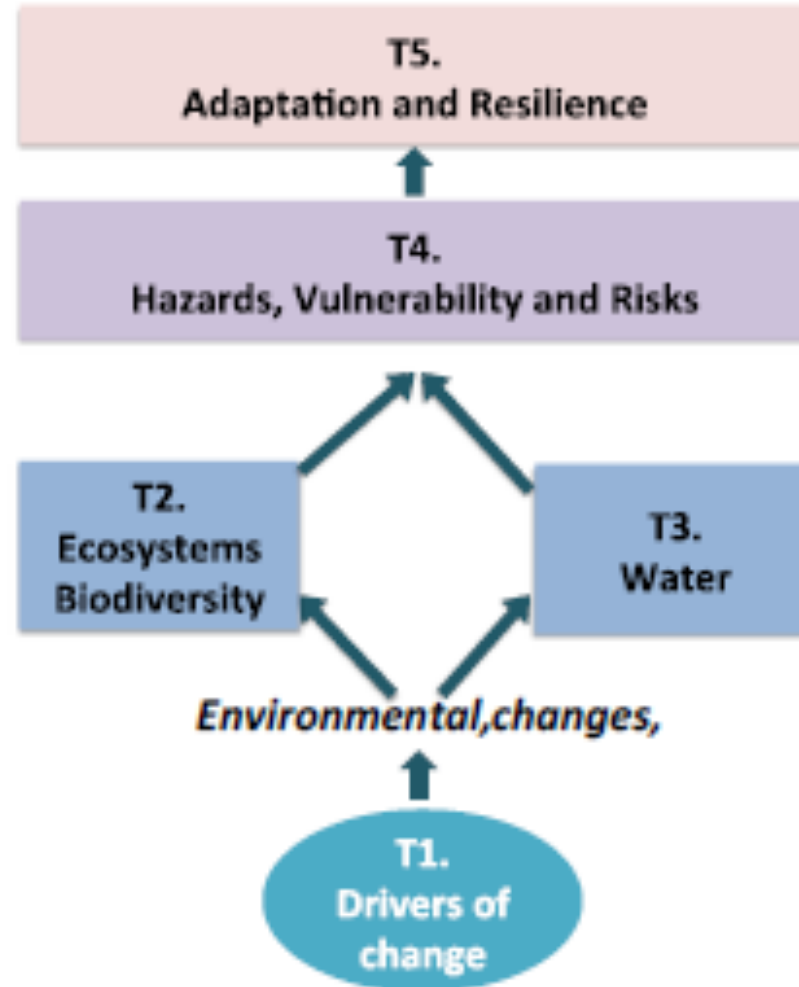 T5.
Adaptation and Resilience
T4.
Hazards, Vulnerability and Risks
T2.
Ecosystems
Biodiversity
T3.
Water
Environmental,changes,
T1.
Drivers of
change